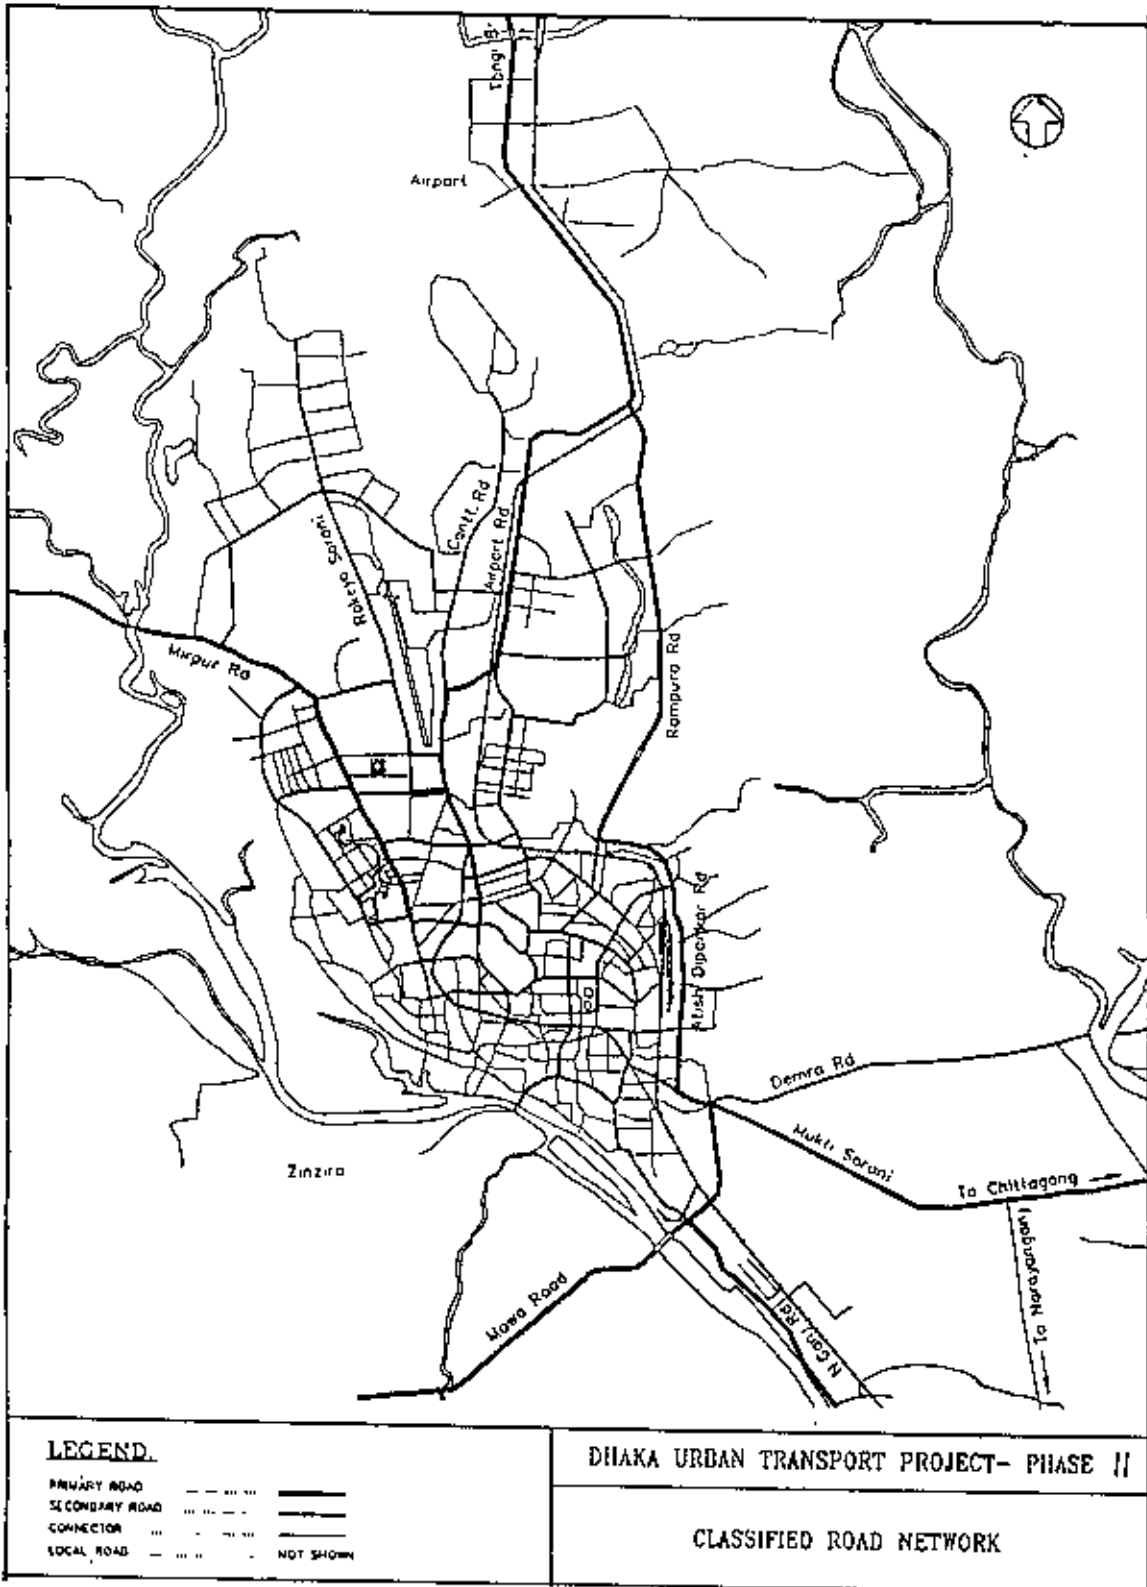 Tongi Br
Airport
Cantt. Rd
Airport Rd
Rokeya Sarani
Mirpur Rd
Rampura Rd
Atish Dipankar Rd
Demra Rd
Mukti Sarani
To Chittagong
To Narayanganj
Zinzira
Mawa Road
N Ganj Rd
LEGEND.
PRIMARY ROAD
SECONDARY ROAD
CONNECTOR
LOCAL ROAD NOT SHOWN
DHAKA URBAN TRANSPORT PROJECT- PHASE II
CLASSIFIED ROAD NETWORK